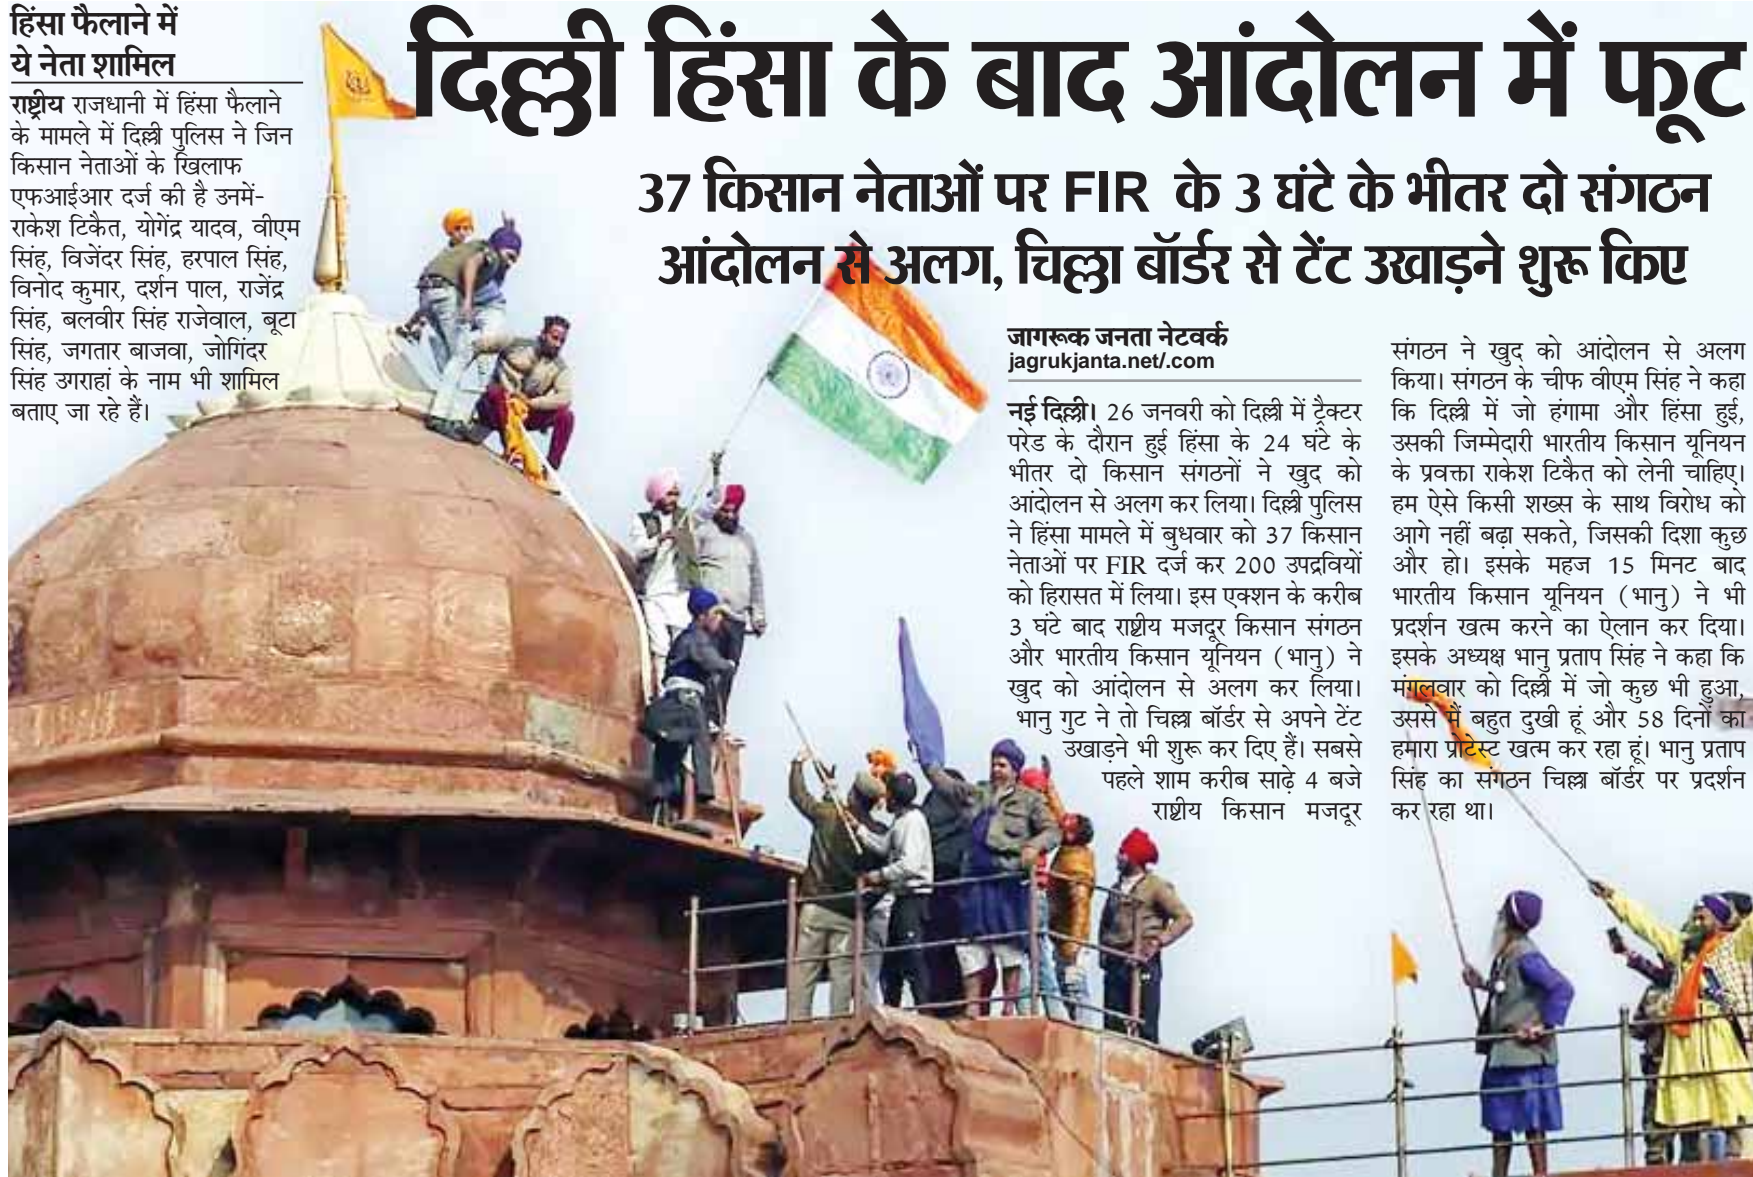 हिंसा फैलाने में
ये नेता शामिल
राष्ट्रीय राजधानी में हिंसा फैलाने
के मामले में दिल्ली पुलिस ने जिन
किसान नेताओं के खिलाफ
एफआईआर दर्ज की है उनमें-
राकेश टिकैत, योगेंद्र यादव, वीएम
सिंह, विजेंदर सिंह, हरपाल सिंह,
विनोद कुमार, दर्शन पाल, राजेंद्र
सिंह, बलवीर सिंह राजेवाल, बूटा
सिंह, जगतार बाजवा, जोगिंदर
सिंह उगराहां के नाम भी शामिल
बताए जा रहे हैं।
दिल्ली हिंसा के बाद आंदोलन में फूट
37 किसान नेताओं पर FIR के 3 घंटे के भीतर दो संगठन
आंदोलन से अलग, चिल्ला बॉर्डर से टेंट उखाड़ने शुरू किए
जागरूक जनता नेटवर्क
jagrukjanta.net/.com
नई दिल्ली। 26 जनवरी को दिल्ली में ट्रैक्टर
परेड के दौरान हुई हिंसा के 24 घंटे के
भीतर दो किसान संगठनों ने खुद को
आंदोलन से अलग कर लिया। दिल्ली पुलिस
ने हिंसा मामले में बुधवार को 37 किसान
नेताओं पर FIR दर्ज कर 200 उपद्रवियों
को हिरासत में लिया। इस एक्शन के करीब
3 घंटे बाद राष्ट्रीय मजदूर किसान संगठन
और भारतीय किसान यूनियन (भानु) ने
खुद को आंदोलन से अलग कर लिया।
भानु गुट ने तो चिल्ला बॉर्डर से अपने टेंट
उखाड़ने भी शुरू कर दिए हैं। सबसे
पहले शाम करीब साढ़े 4 बजे
राष्ट्रीय किसान मजदूर
संगठन ने खुद को आंदोलन से अलग
किया। संगठन के चीफ वीएम सिंह ने कहा
कि दिल्ली में जो हंगामा और हिंसा हुई,
उसकी जिम्मेदारी भारतीय किसान यूनियन
के प्रवक्ता राकेश टिकैत को लेनी चाहिए।
हम ऐसे किसी शख्स के साथ विरोध को
आगे नहीं बढ़ा सकते, जिसकी दिशा कुछ
और हो। इसके महज 15 मिनट बाद
भारतीय किसान यूनियन (भानु) ने भी
प्रदर्शन खत्म करने का ऐलान कर दिया।
इसके अध्यक्ष भानु प्रताप सिंह ने कहा कि
मंगलवार को दिल्ली में जो कुछ भी हुआ,
उससे मैं बहुत दुखी हूं और 58 दिनों का
हमारा प्रोटेस्ट खत्म कर रहा हूं। भानु प्रताप
सिंह का संगठन चिल्ला बॉर्डर पर प्रदर्शन
कर रहा था।